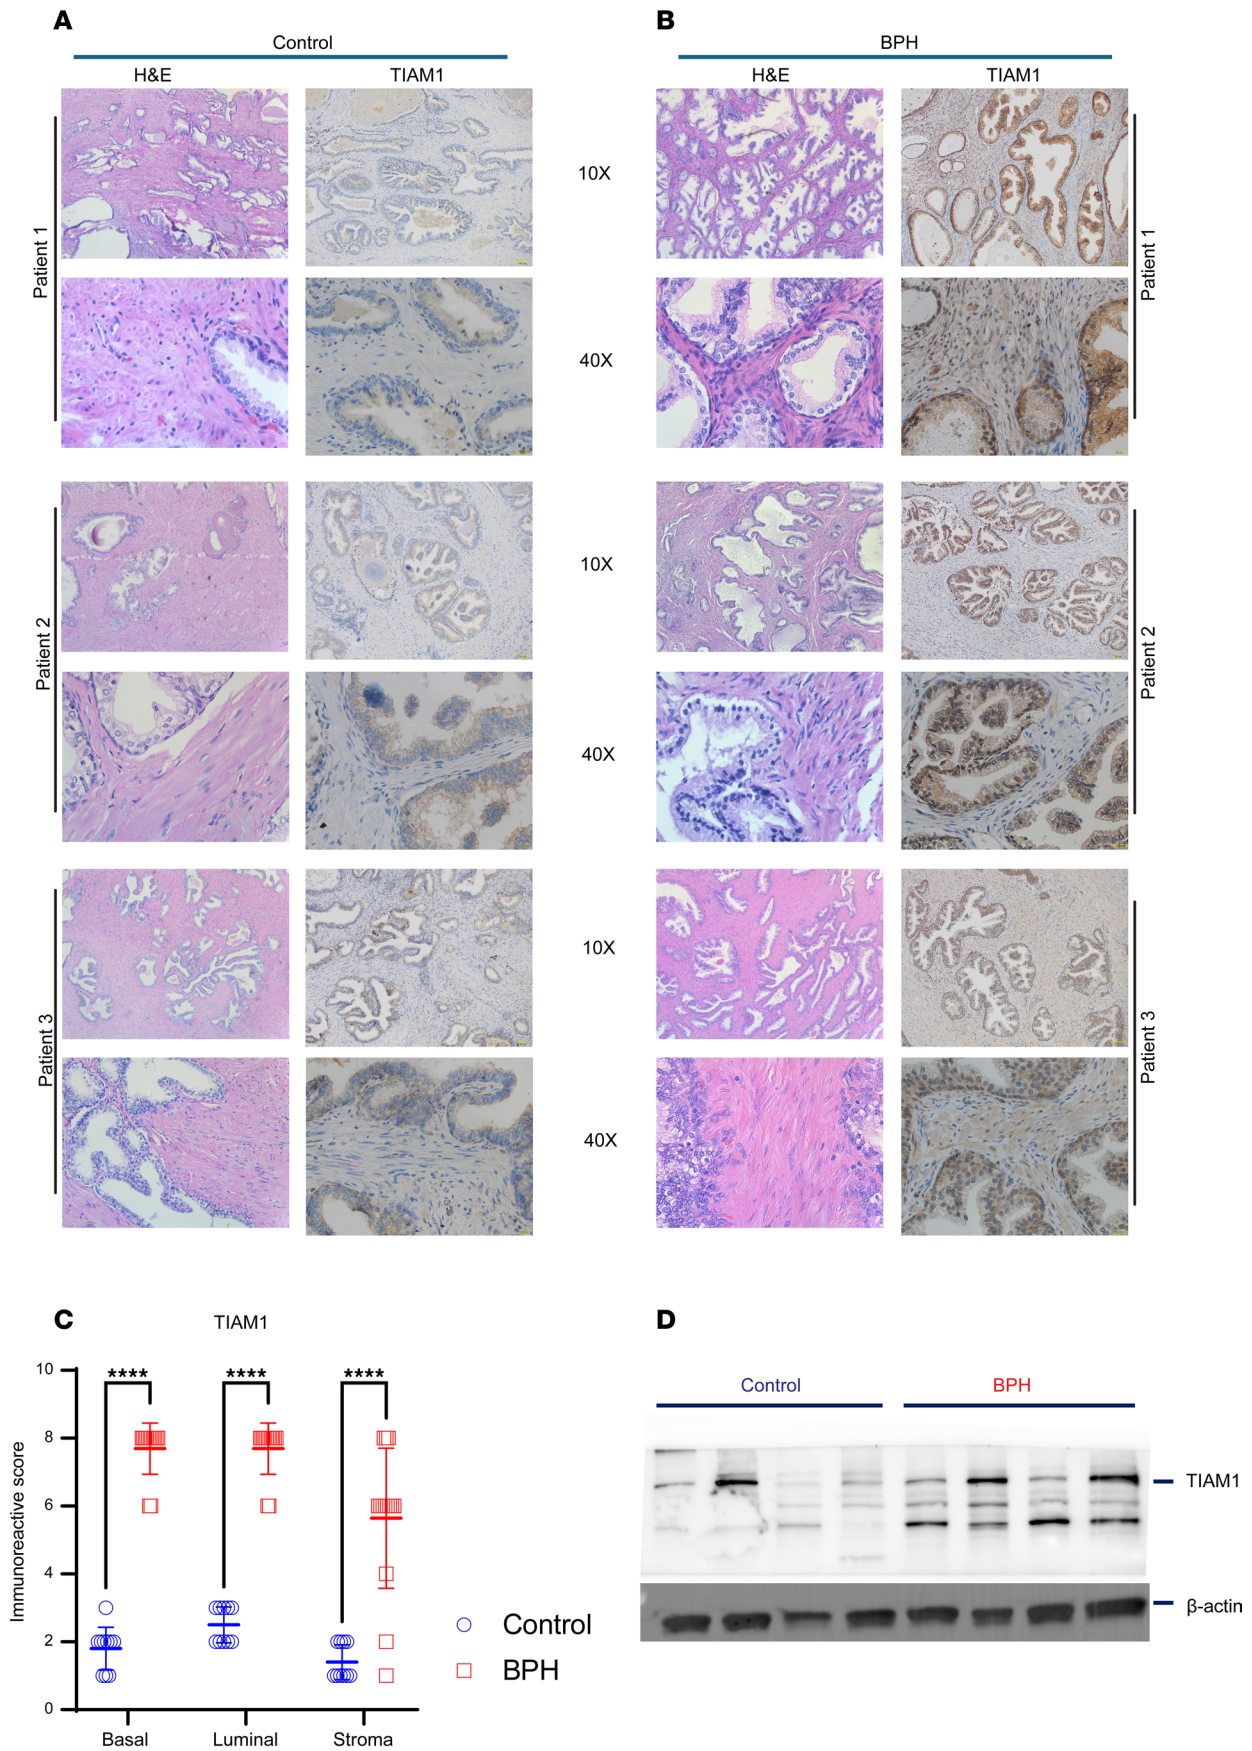 A
Control
H&E
TIAM1
B
BPH
H&E
TIAM1
Patient 1
10X
40X
Patient 1
Patient 2
10X
40X
Patient 2
Patient 3
10X
40X
Patient 3
C
TIAM1
Immunoreactive score
10
8
6
4
2
0
****
****
****
Basal
Luminal
Stroma
Control
BPH
D
Control
BPH
TIAM1
β-actin